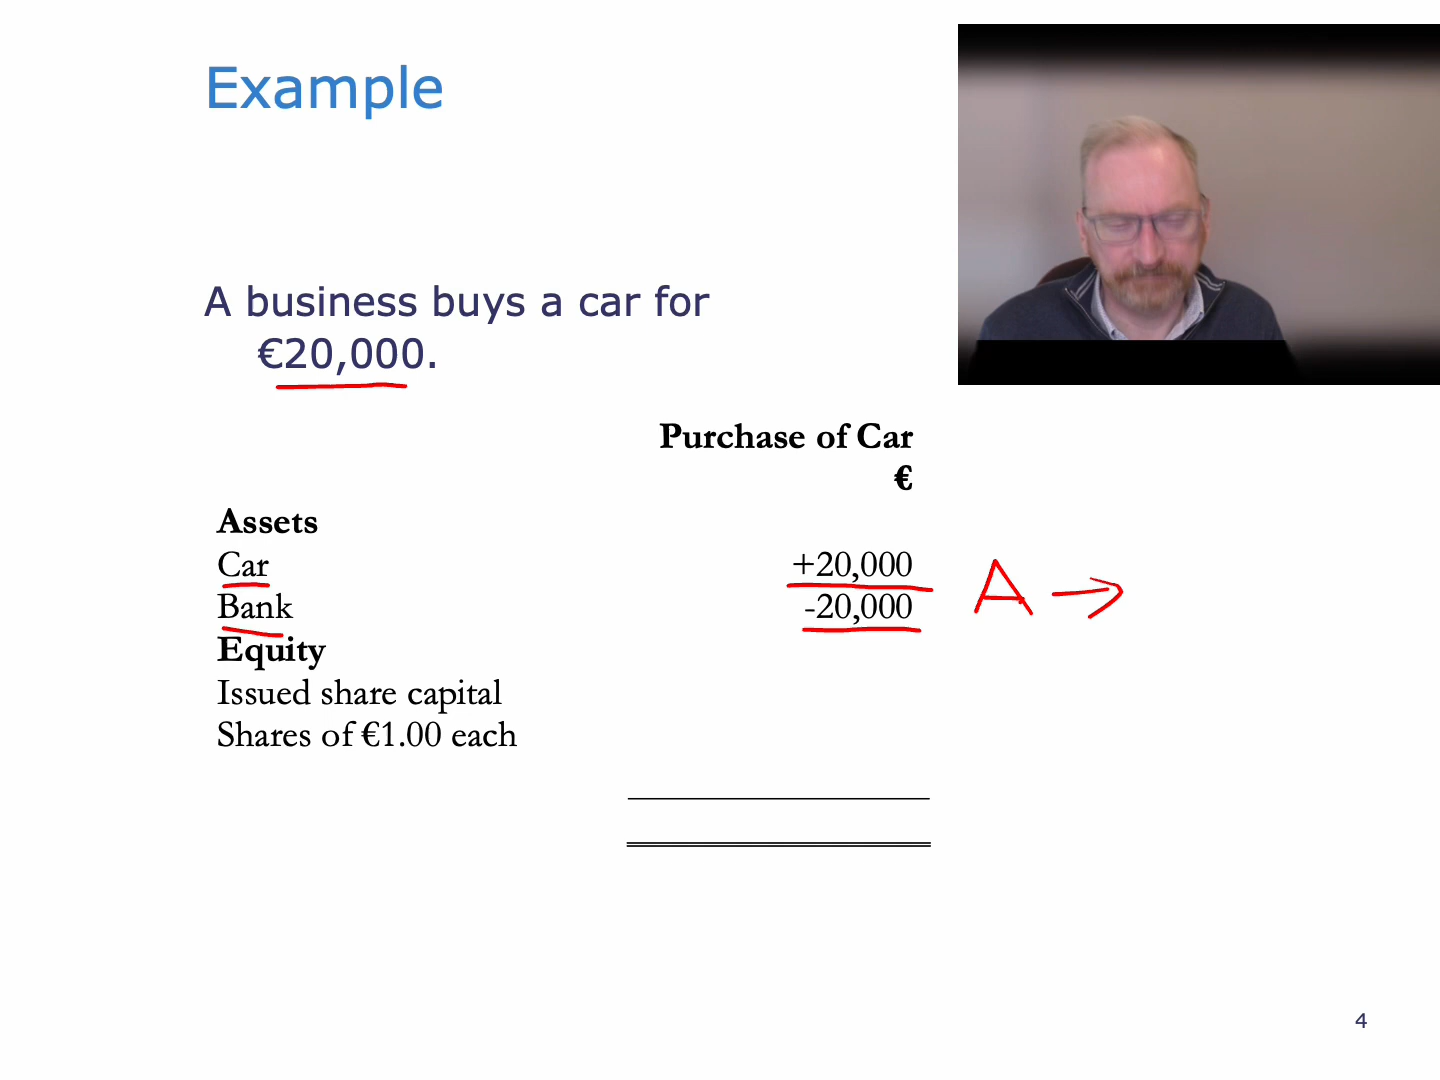 Example
A business buys a car for
€20,000.
Purchase of Car
€
Assets
Car +20,000
Bank -20,000
A →
Equity
Issued share capital
Shares of €1.00 each
4